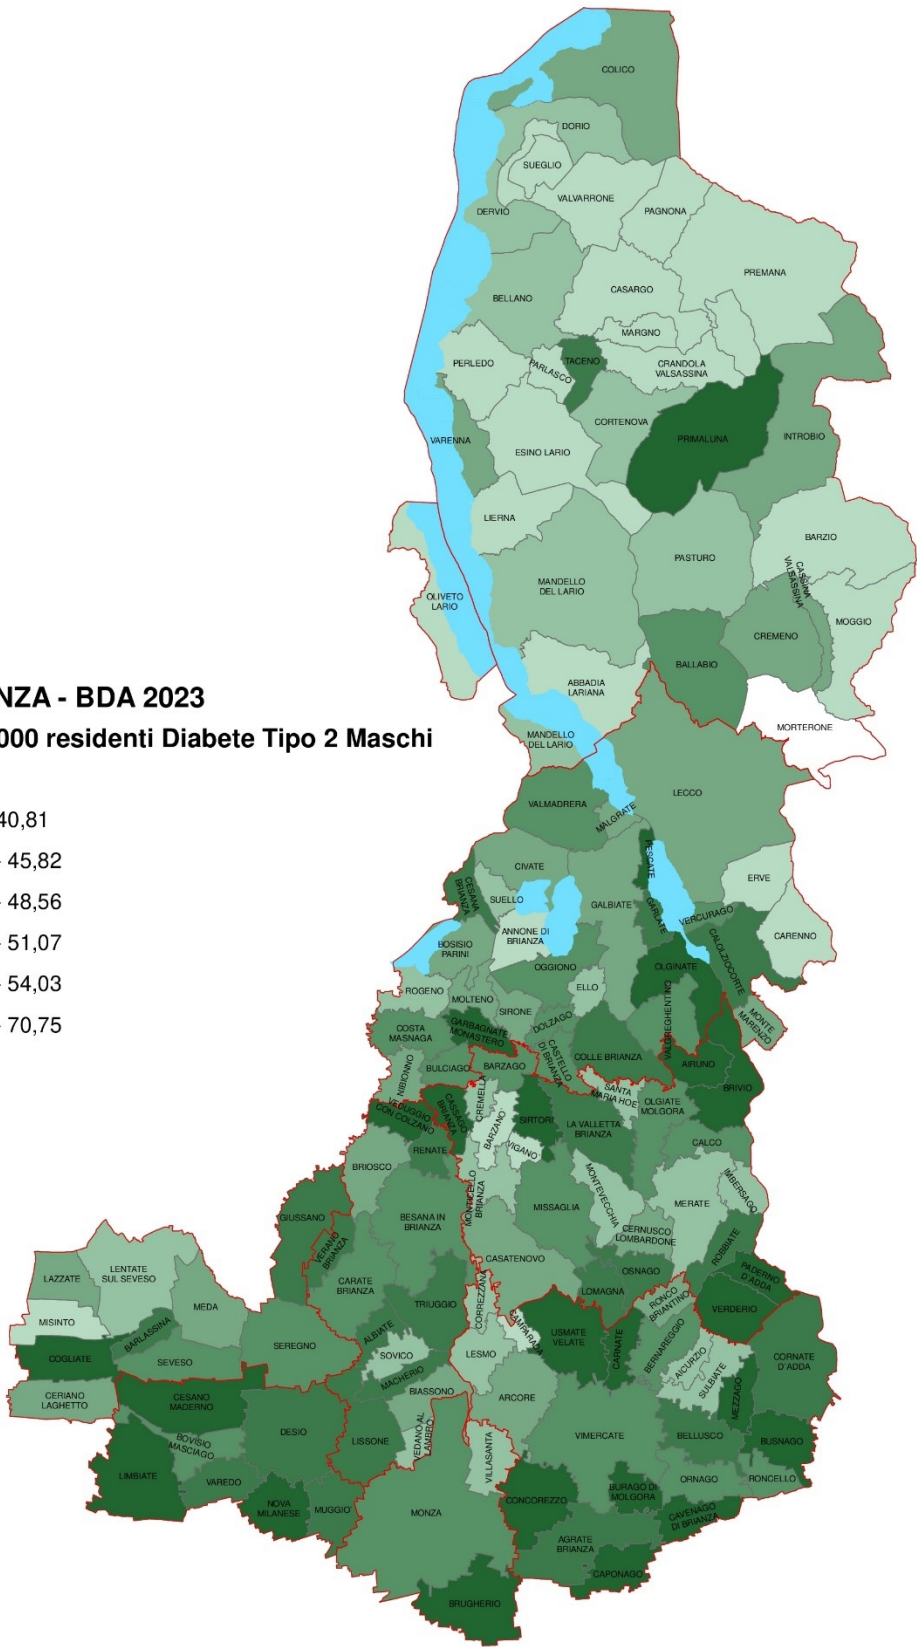 COLICO
DORIO
SUEGLIO
VALVARRONE
PAGNONA
DERVIO
PREMANA
CASARGO
BELLANO
MARGNO
PERLEDO
PARLASCO
TACENO
CRANDOLA
VALSASSINA
CORTENOVA
PRIMALUNA
INTROBIO
VARENNA
ESINO LARIO
LIERNA
BARZIO
PASTURO
CASSINA
VALSASSINA
MANDELLO
DEL LARIO
OLIVETO
LARIO
MOGGIO
CREMENO
BALLABIO
ABBADIA
LARIANA
NZA - BDA 2023
000 residenti Diabete Tipo 2 Maschi
MORTERONE
MANDELLO
DEL LARIO
LECCO
VALMADRERA
MALGRATE
40,81
- 45,82
- 48,56
- 51,07
- 54,03
- 70,75
PESCATE
CIVATE
ERVE
CESANA
BRIANZA
SUELLO
GALBIATE
GARLATE
VERCURAGO
ANNONE DI
BRIANZA
CARENNO
BOSISIO
PARINI
CALOLZIOCORTE
OGGIONO
OLGINATE
ELLO
ROGENO
MOLTENO
SIRONE
VALGREGHENTINO
MONTE
MARENZO
DOLZAGO
COSTA
MASNAGA
GARBAGNATE
MONASTERO
CASTELLO
DI BRIANZA
COLLE BRIANZA
AIRUNO
NIBIONNO
BULCIAGO
BARZAGO
BRIVIO
SANTA
MARIA HOE
CREMELLA
OLGIATE
MOLGORA
VEDUGGIO
CON COLZANO
CASSAGO
BRIANZA
BARZANO'
SIRTORI
LA VALLETTA
BRIANZA
RENATE
VIGANO'
CALCO
BRIOSCO
MONTICELLO
BRIANZA
MONTEVECCHIA
MERATE
IMBERSAGO
MISSAGLIA
GIUSSANO
BESANA IN
BRIANZA
CERNUSCO
LOMBARDONE
VERANO
BRIANZA
ROBBIATE
CASATENOVO
OSNAGO
PADERNO
D'ADDA
LENTATE
SUL SEVESO
LAZZATE
CARATE
BRIANZA
LOMAGNA
MEDA
TRIUGGIO
CORREZZANA
RONCO
BRIANTINO
VERDERIO
MISINTO
BARLASSINA
ALBIATE
CAMPARADA
USMATE
VELATE
CARNATE
BERNAREGGIO
COGLIATE
SEVESO
SEREGNO
SOVICO
LESMO
AICURZIO
SULBIATE
CORNATE
D'ADDA
MACHERIO
BIASSONO
CERIANO
LAGHETTO
CESANO
MADERNO
ARCORE
MEZZAGO
DESIO
LISSONE
VEDANO AL
LAMBRO
VIMERCATE
BELLUSCO
BUSNAGO
BOVISIO
MASCIAGO
VILLASANTA
LIMBIATE
VAREDO
ORNAGO
RONCELLO
BURAGO DI
MOLGORA
NOVA
MILANESE
MUGGIO'
MONZA
CONCOREZZO
CAVENAGO
DI BRIANZA
AGRATE
BRIANZA
CAPONAGO
BRUGHERIO